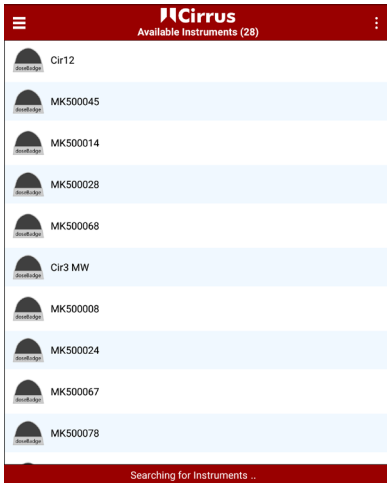 Cirrus
Available Instruments (28)
doseBadge
Cir12
doseBadge
MK500045
doseBadge
MK500014
doseBadge
MK500028
doseBadge
MK500068
doseBadge
Cir3 MW
doseBadge
MK500008
doseBadge
MK500024
doseBadge
MK500067
doseBadge
MK500078
Searching for Instruments ..